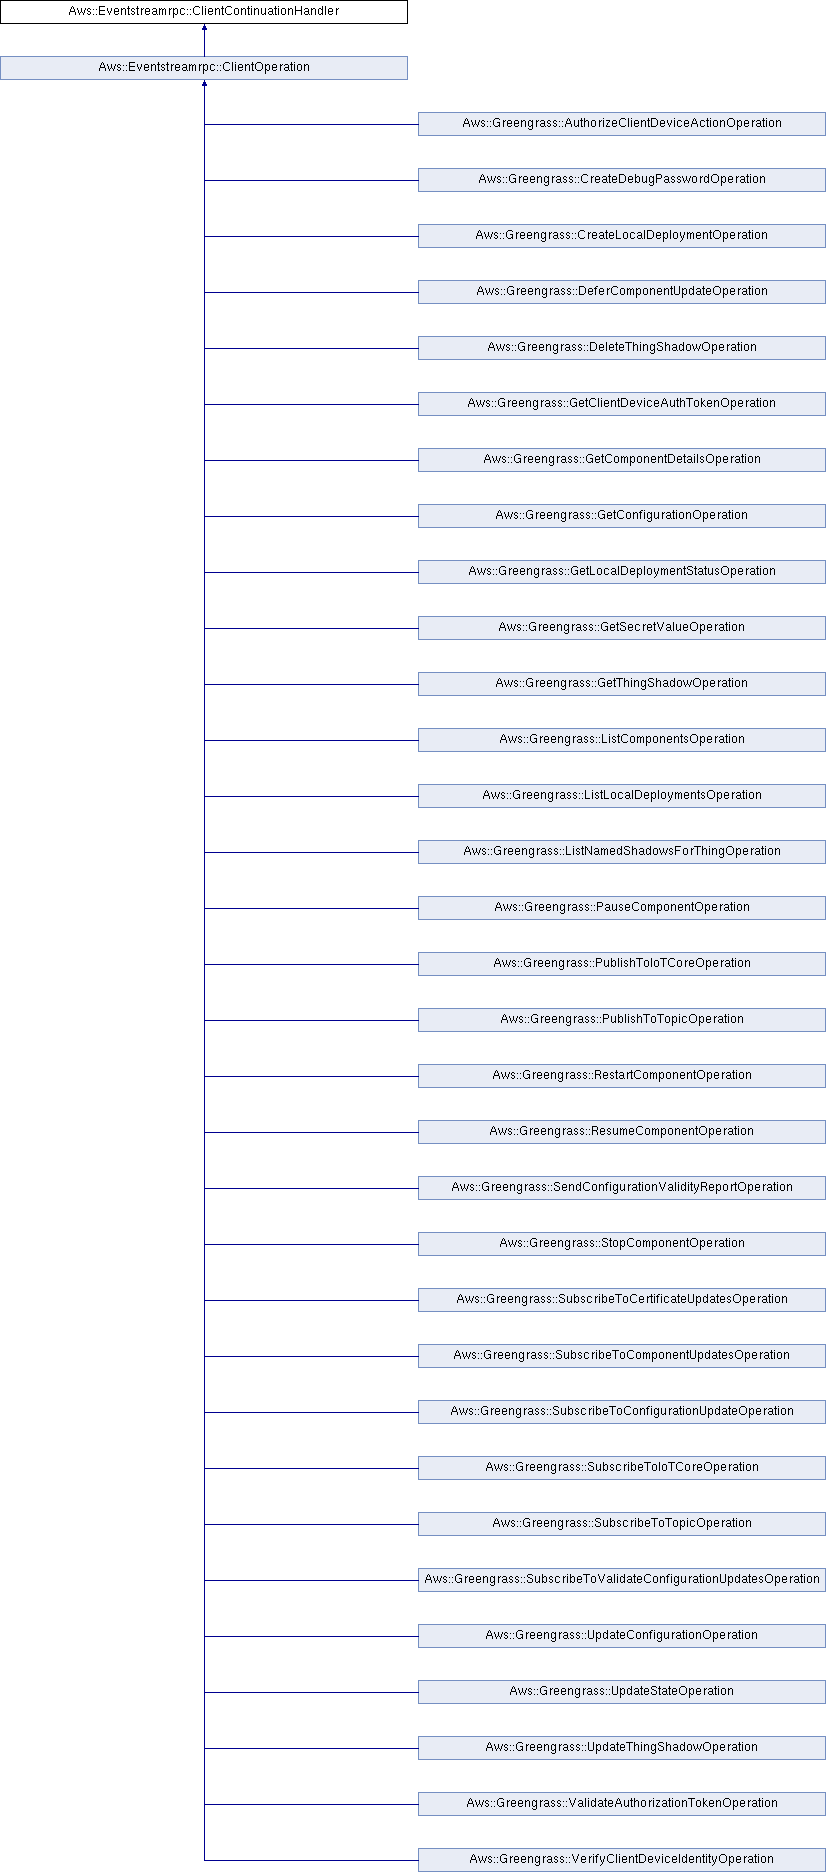 Aws::Eventstreamrpc::ClientContinuationHandler
Aws::Eventstreamrpc::ClientOperation
Aws::Greengrass::AuthorizeClientDeviceActionOperation
Aws::Greengrass::CreateDebugPasswordOperation
Aws::Greengrass::CreateLocalDeploymentOperation
Aws::Greengrass::DeferComponentUpdateOperation
Aws::Greengrass::DeleteThingShadowOperation
Aws::Greengrass::GetClientDeviceAuthTokenOperation
Aws::Greengrass::GetComponentDetailsOperation
Aws::Greengrass::GetConfigurationOperation
Aws::Greengrass::GetLocalDeploymentStatusOperation
Aws::Greengrass::GetSecretValueOperation
Aws::Greengrass::GetThingShadowOperation
Aws::Greengrass::ListComponentsOperation
Aws::Greengrass::ListLocalDeploymentsOperation
Aws::Greengrass::ListNamedShadowsForThingOperation
Aws::Greengrass::PauseComponentOperation
Aws::Greengrass::PublishToIoTCoreOperation
Aws::Greengrass::PublishToTopicOperation
Aws::Greengrass::RestartComponentOperation
Aws::Greengrass::ResumeComponentOperation
Aws::Greengrass::SendConfigurationValidityReportOperation
Aws::Greengrass::StopComponentOperation
Aws::Greengrass::SubscribeToCertificateUpdatesOperation
Aws::Greengrass::SubscribeToComponentUpdatesOperation
Aws::Greengrass::SubscribeToConfigurationUpdateOperation
Aws::Greengrass::SubscribeToIoTCoreOperation
Aws::Greengrass::SubscribeToTopicOperation
Aws::Greengrass::SubscribeToValidateConfigurationUpdatesOperation
Aws::Greengrass::UpdateConfigurationOperation
Aws::Greengrass::UpdateStateOperation
Aws::Greengrass::UpdateThingShadowOperation
Aws::Greengrass::ValidateAuthorizationTokenOperation
Aws::Greengrass::VerifyClientDeviceIdentityOperation